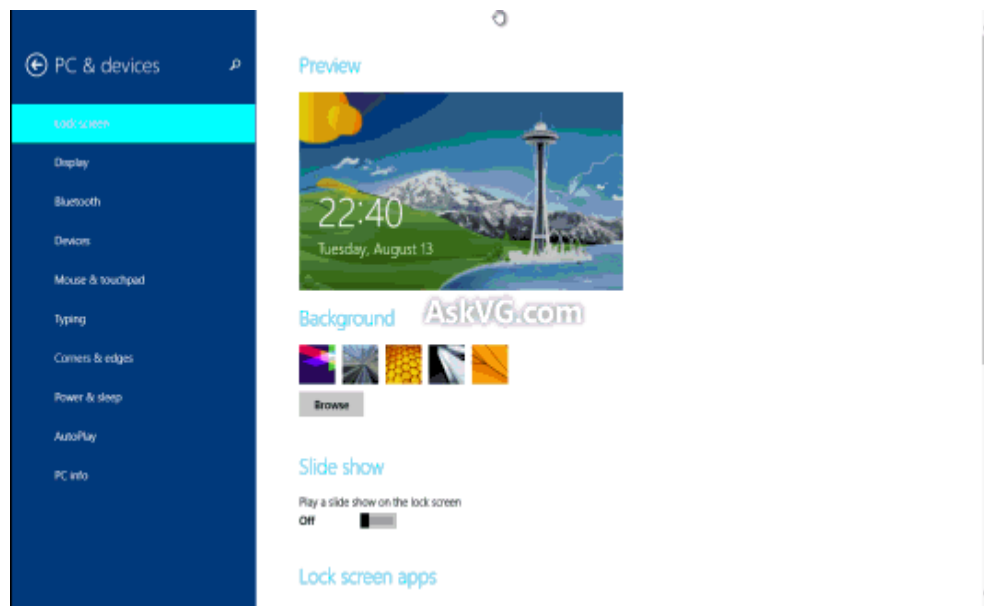 PC & devices
Lock screen
Display
Bluetooth
Devices
Mouse & touchpad
Typing
Corners & edges
Power & sleep
AutoPlay
PC info
Preview
22:40
Tuesday, August 13
AskVG.com
Background
Browse
Slide show
Play a slide show on the lock screen
Off
Lock screen apps